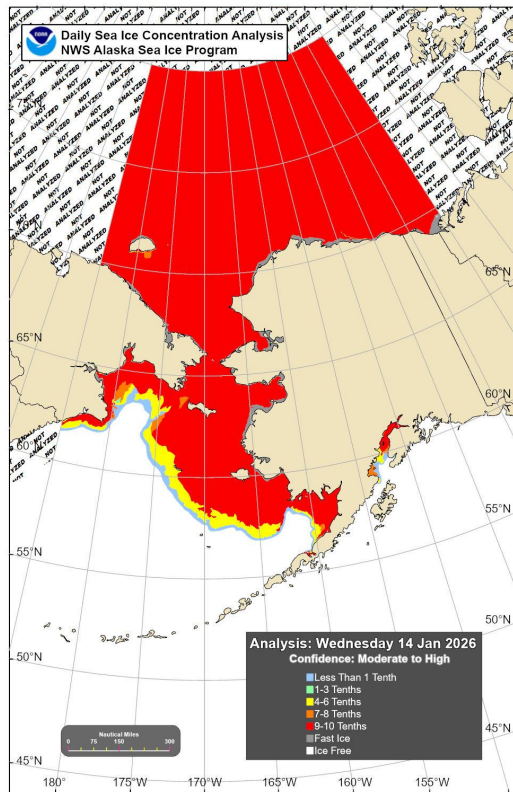 NOAA
Daily Sea Ice Concentration Analysis
NWS Alaska Sea Ice Program
NOT ANALYZED
65°N
60°N
55°N
50°N
45°N
65°N
60°N
55°N
50°N
45°N
Analysis: Wednesday 14 Jan 2026
Confidence: Moderate to High
Less Than 1 Tenth
1-3 Tenths
4-6 Tenths
7-8 Tenths
9-10 Tenths
Fast Ice
Ice Free
Nautical Miles
0 75 150 300
180° 175°W 170°W 165°W 160°W 155°W